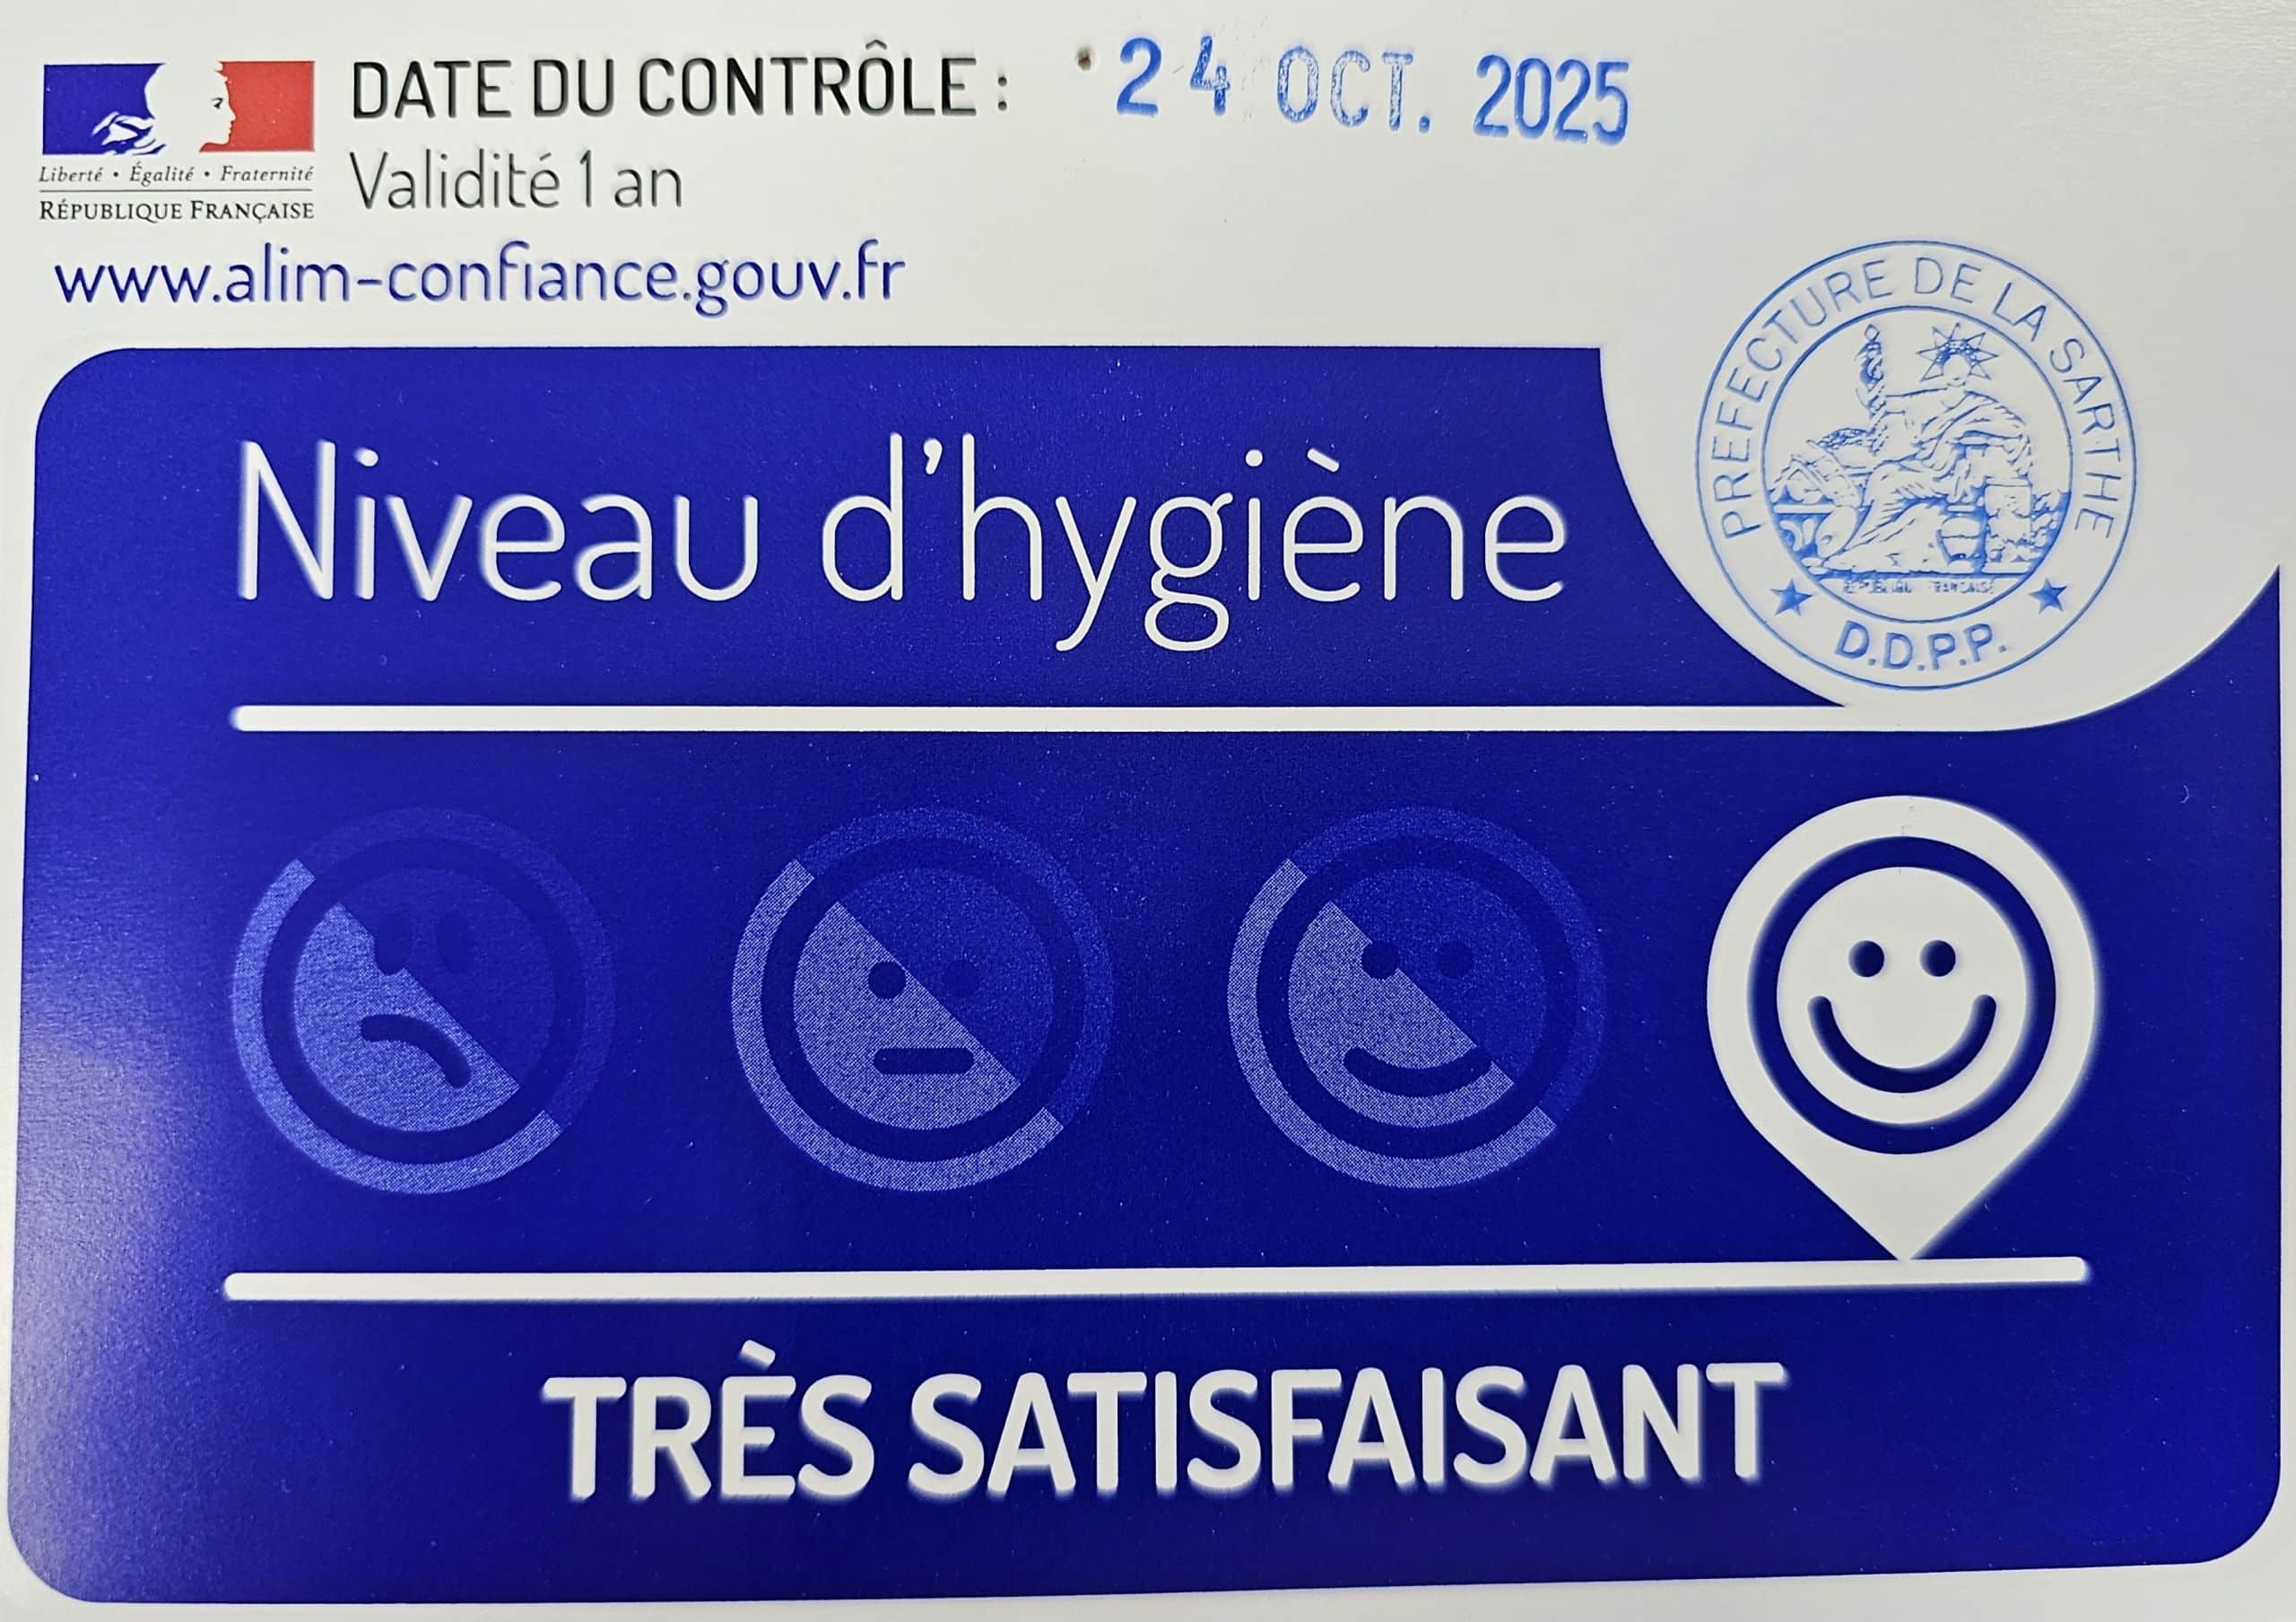 DATE DU CONTRÔLE : 24 OCT. 2025
Liberté • Égalité • Fraternité
RÉPUBLIQUE FRANÇAISE
Validité 1 an
www.alim-confiance.gouv.fr
PREFECTURE DE LA SARTHE
D.D.P.P.
Niveau d'hygiène
TRÈS SATISFAISANT